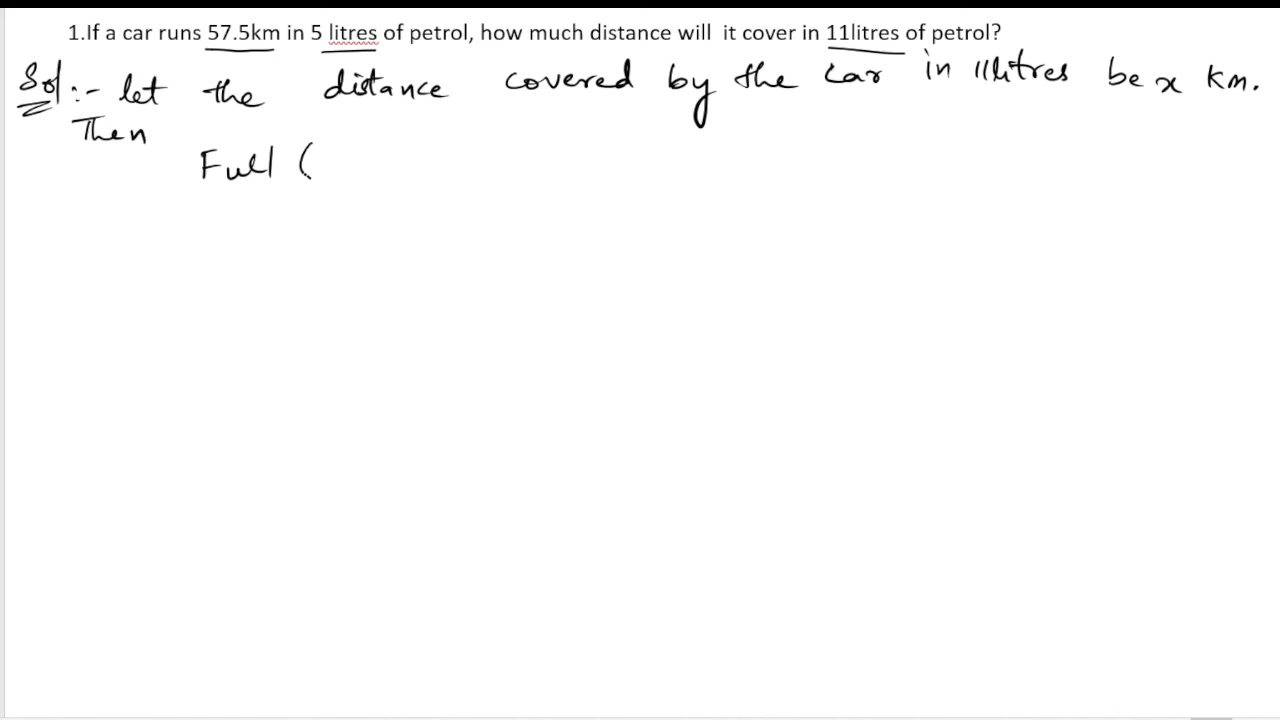 1.If a car runs 57.5km in 5 litres of petrol, how much distance will it cover in 11litres of petrol?
Sol :- let the distance covered by the car in 11litres be x km.
Then
Full (